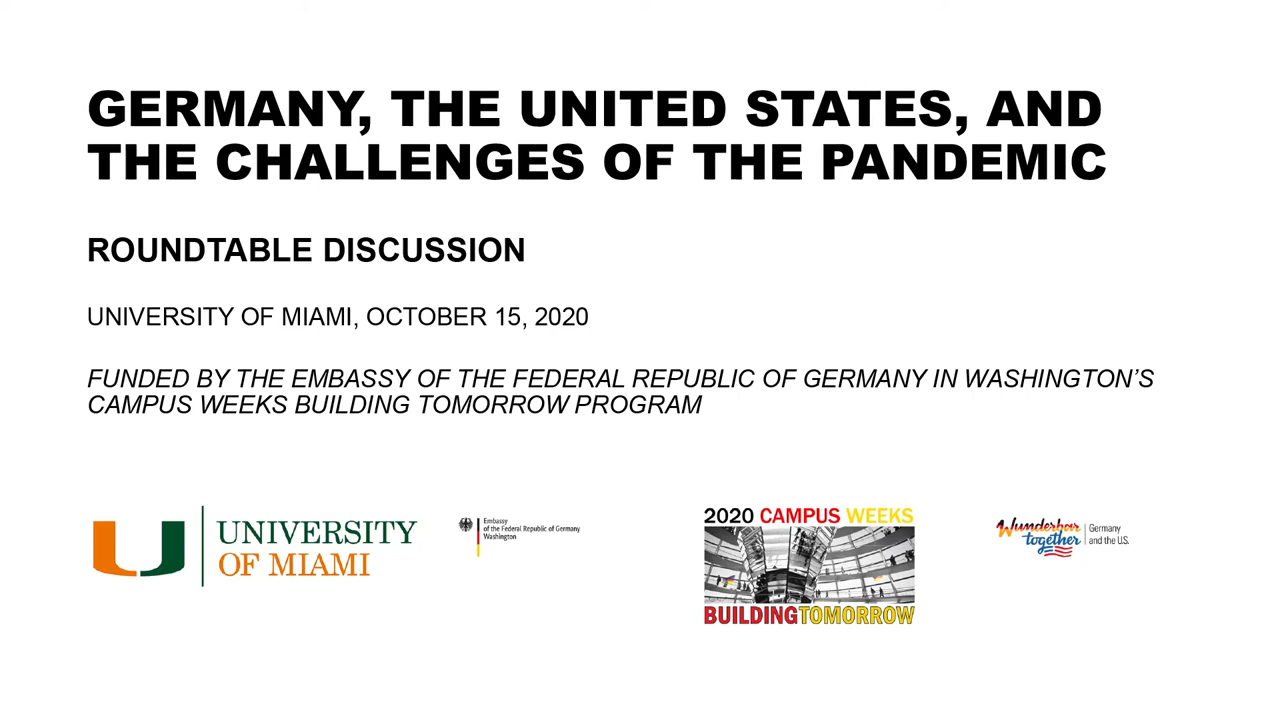 GERMANY, THE UNITED STATES, AND
THE CHALLENGES OF THE PANDEMIC
ROUNDTABLE DISCUSSION
UNIVERSITY OF MIAMI, OCTOBER 15, 2020
FUNDED BY THE EMBASSY OF THE FEDERAL REPUBLIC OF GERMANY IN WASHINGTON'S
CAMPUS WEEKS BUILDING TOMORROW PROGRAM
UNIVERSITY
OF MIAMI
Embassy
of the Federal Republic of Germany
Washington
2020 CAMPUS WEEKS
BUILDINGTOMORROW
Wunderbar
together
Germany
and the U.S.